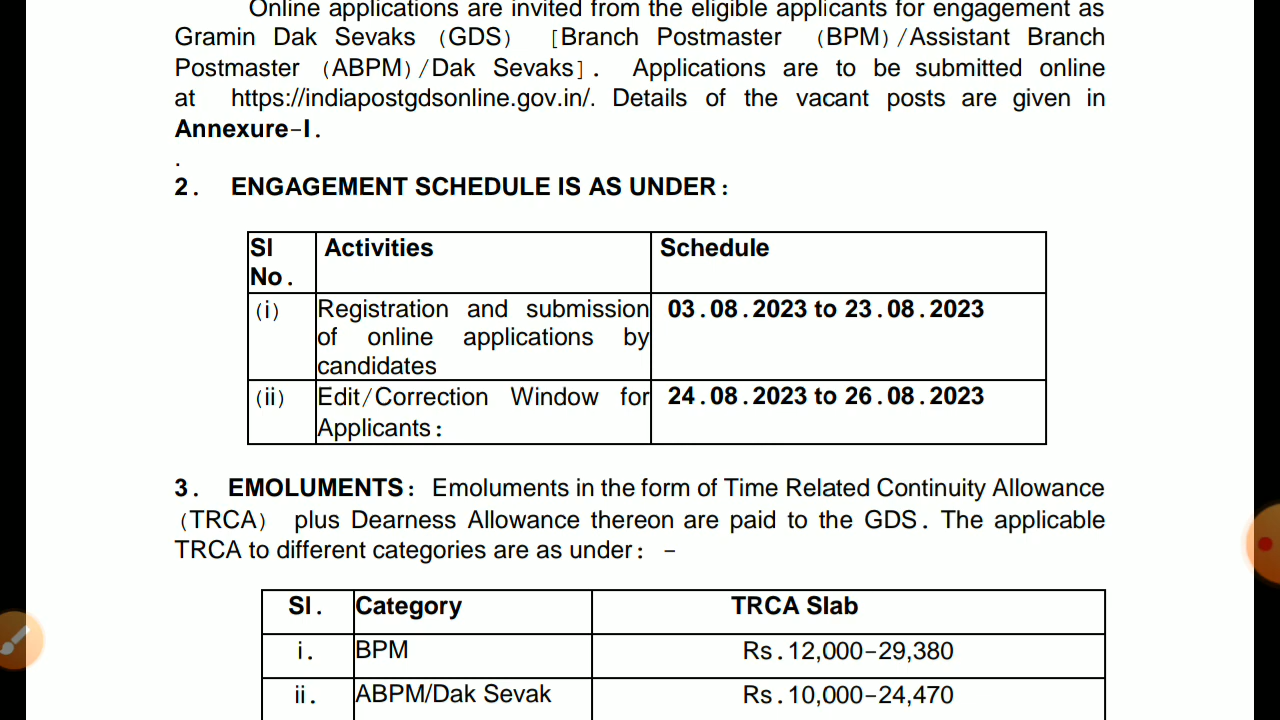 Online applications are invited from the eligible applicants for engagement as
Gramin Dak Sevaks (GDS) [Branch Postmaster (BPM)/Assistant Branch
Postmaster (ABPM)/Dak Sevaks]. Applications are to be submitted online
at https://indiapostgdsonline.gov.in/. Details of the vacant posts are given in
Annexure-I.
.
2. ENGAGEMENT SCHEDULE IS AS UNDER:
Sl No. Activities Schedule
(i) Registration and submission 03.08.2023 to 23.08.2023
of online applications by
candidates
(ii) Edit/Correction Window for 24.08.2023 to 26.08.2023
Applicants:
3. EMOLUMENTS: Emoluments in the form of Time Related Continuity Allowance
(TRCA) plus Dearness Allowance thereon are paid to the GDS. The applicable
TRCA to different categories are as under: -
Sl. Category TRCA Slab
i. BPM Rs.12,000-29,380
ii. ABPM/Dak Sevak Rs.10,000-24,470